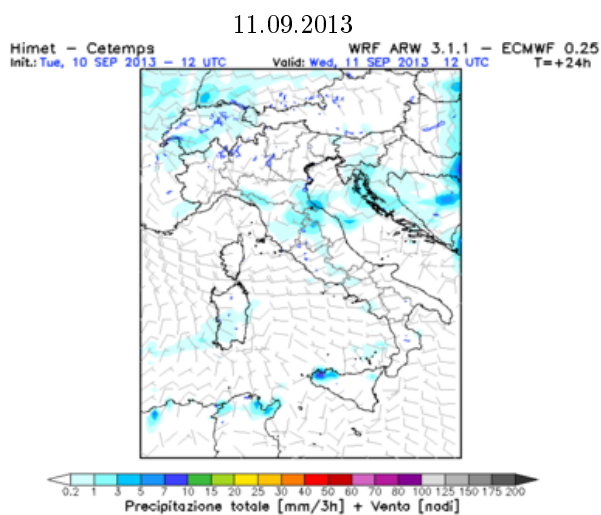 11.09.2013
Himet – Cetemps WRF ARW 3.1.1 – ECMWF 0.25
Init.: Tue, 10 SEP 2013 – 12 UTC Valid: Wed, 11 SEP 2013 12 UTC T=+24h
0.2 1 3 5 7 10 15 20 25 30 40 50 60 70 80 100 125 150 175 200
Precipitazione totale [mm/3h] + Vento [nodi]